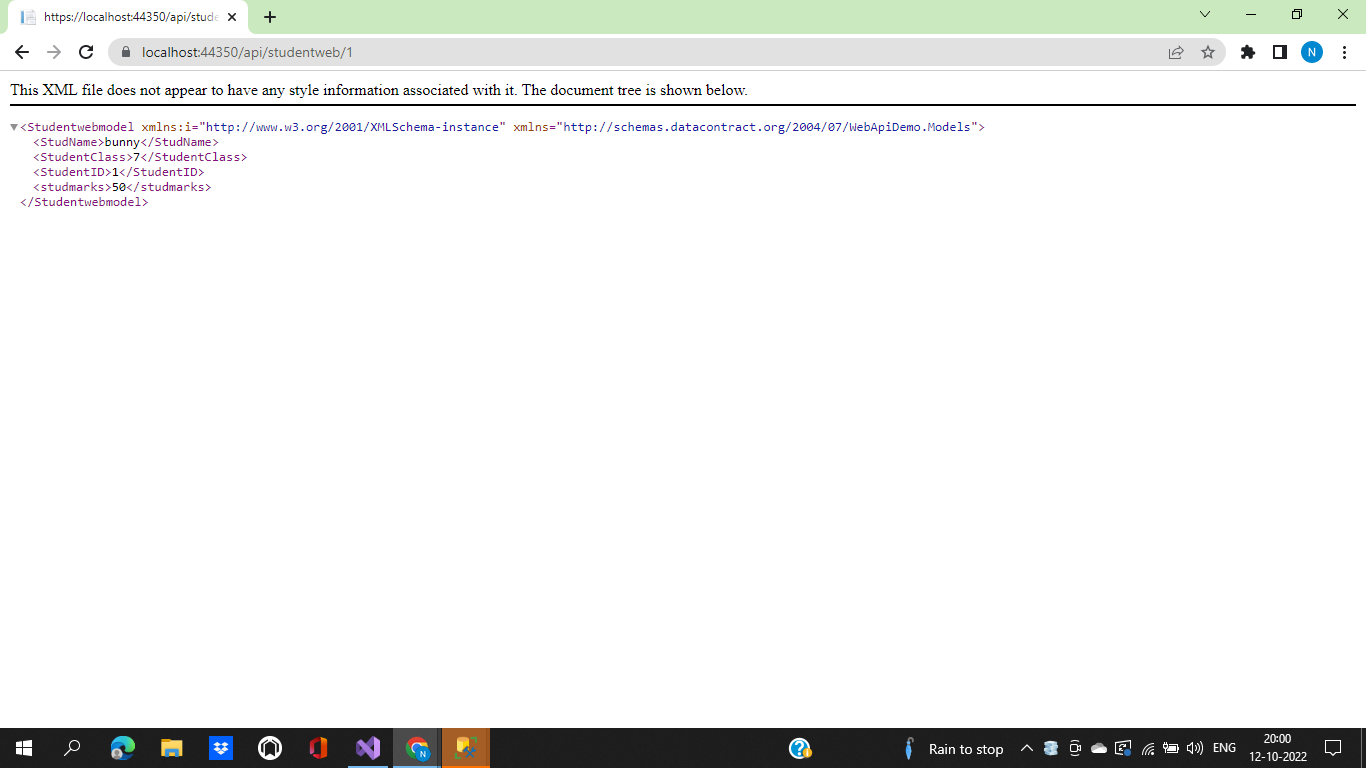 https://localhost:44350/api/stude
localhost:44350/api/studentweb/1
N
This XML file does not appear to have any style information associated with it. The document tree is shown below.
<Studentwebmodel xmlns:i="http://www.w3.org/2001/XMLSchema-instance" xmlns="http://schemas.datacontract.org/2004/07/WebApiDemo.Models">
<StudName>bunny</StudName>
<StudentClass>7</StudentClass>
<StudentID>1</StudentID>
<studmarks>50</studmarks>
</Studentwebmodel>
N
Rain to stop
ENG
20:00
12-10-2022